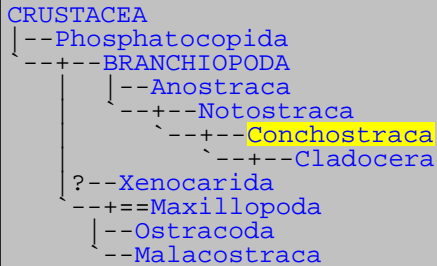 CRUSTACEA
|--Phosphatocopida
`--+--BRANCHIOPODA
   |  |--Anostraca
   |  `--+--Notostraca
   |     `--+--Conchostraca
   |        `--+--Cladocera
   |?--Xenocarida
   `--+==Maxillopoda
      |--Ostracoda
      `--Malacostraca